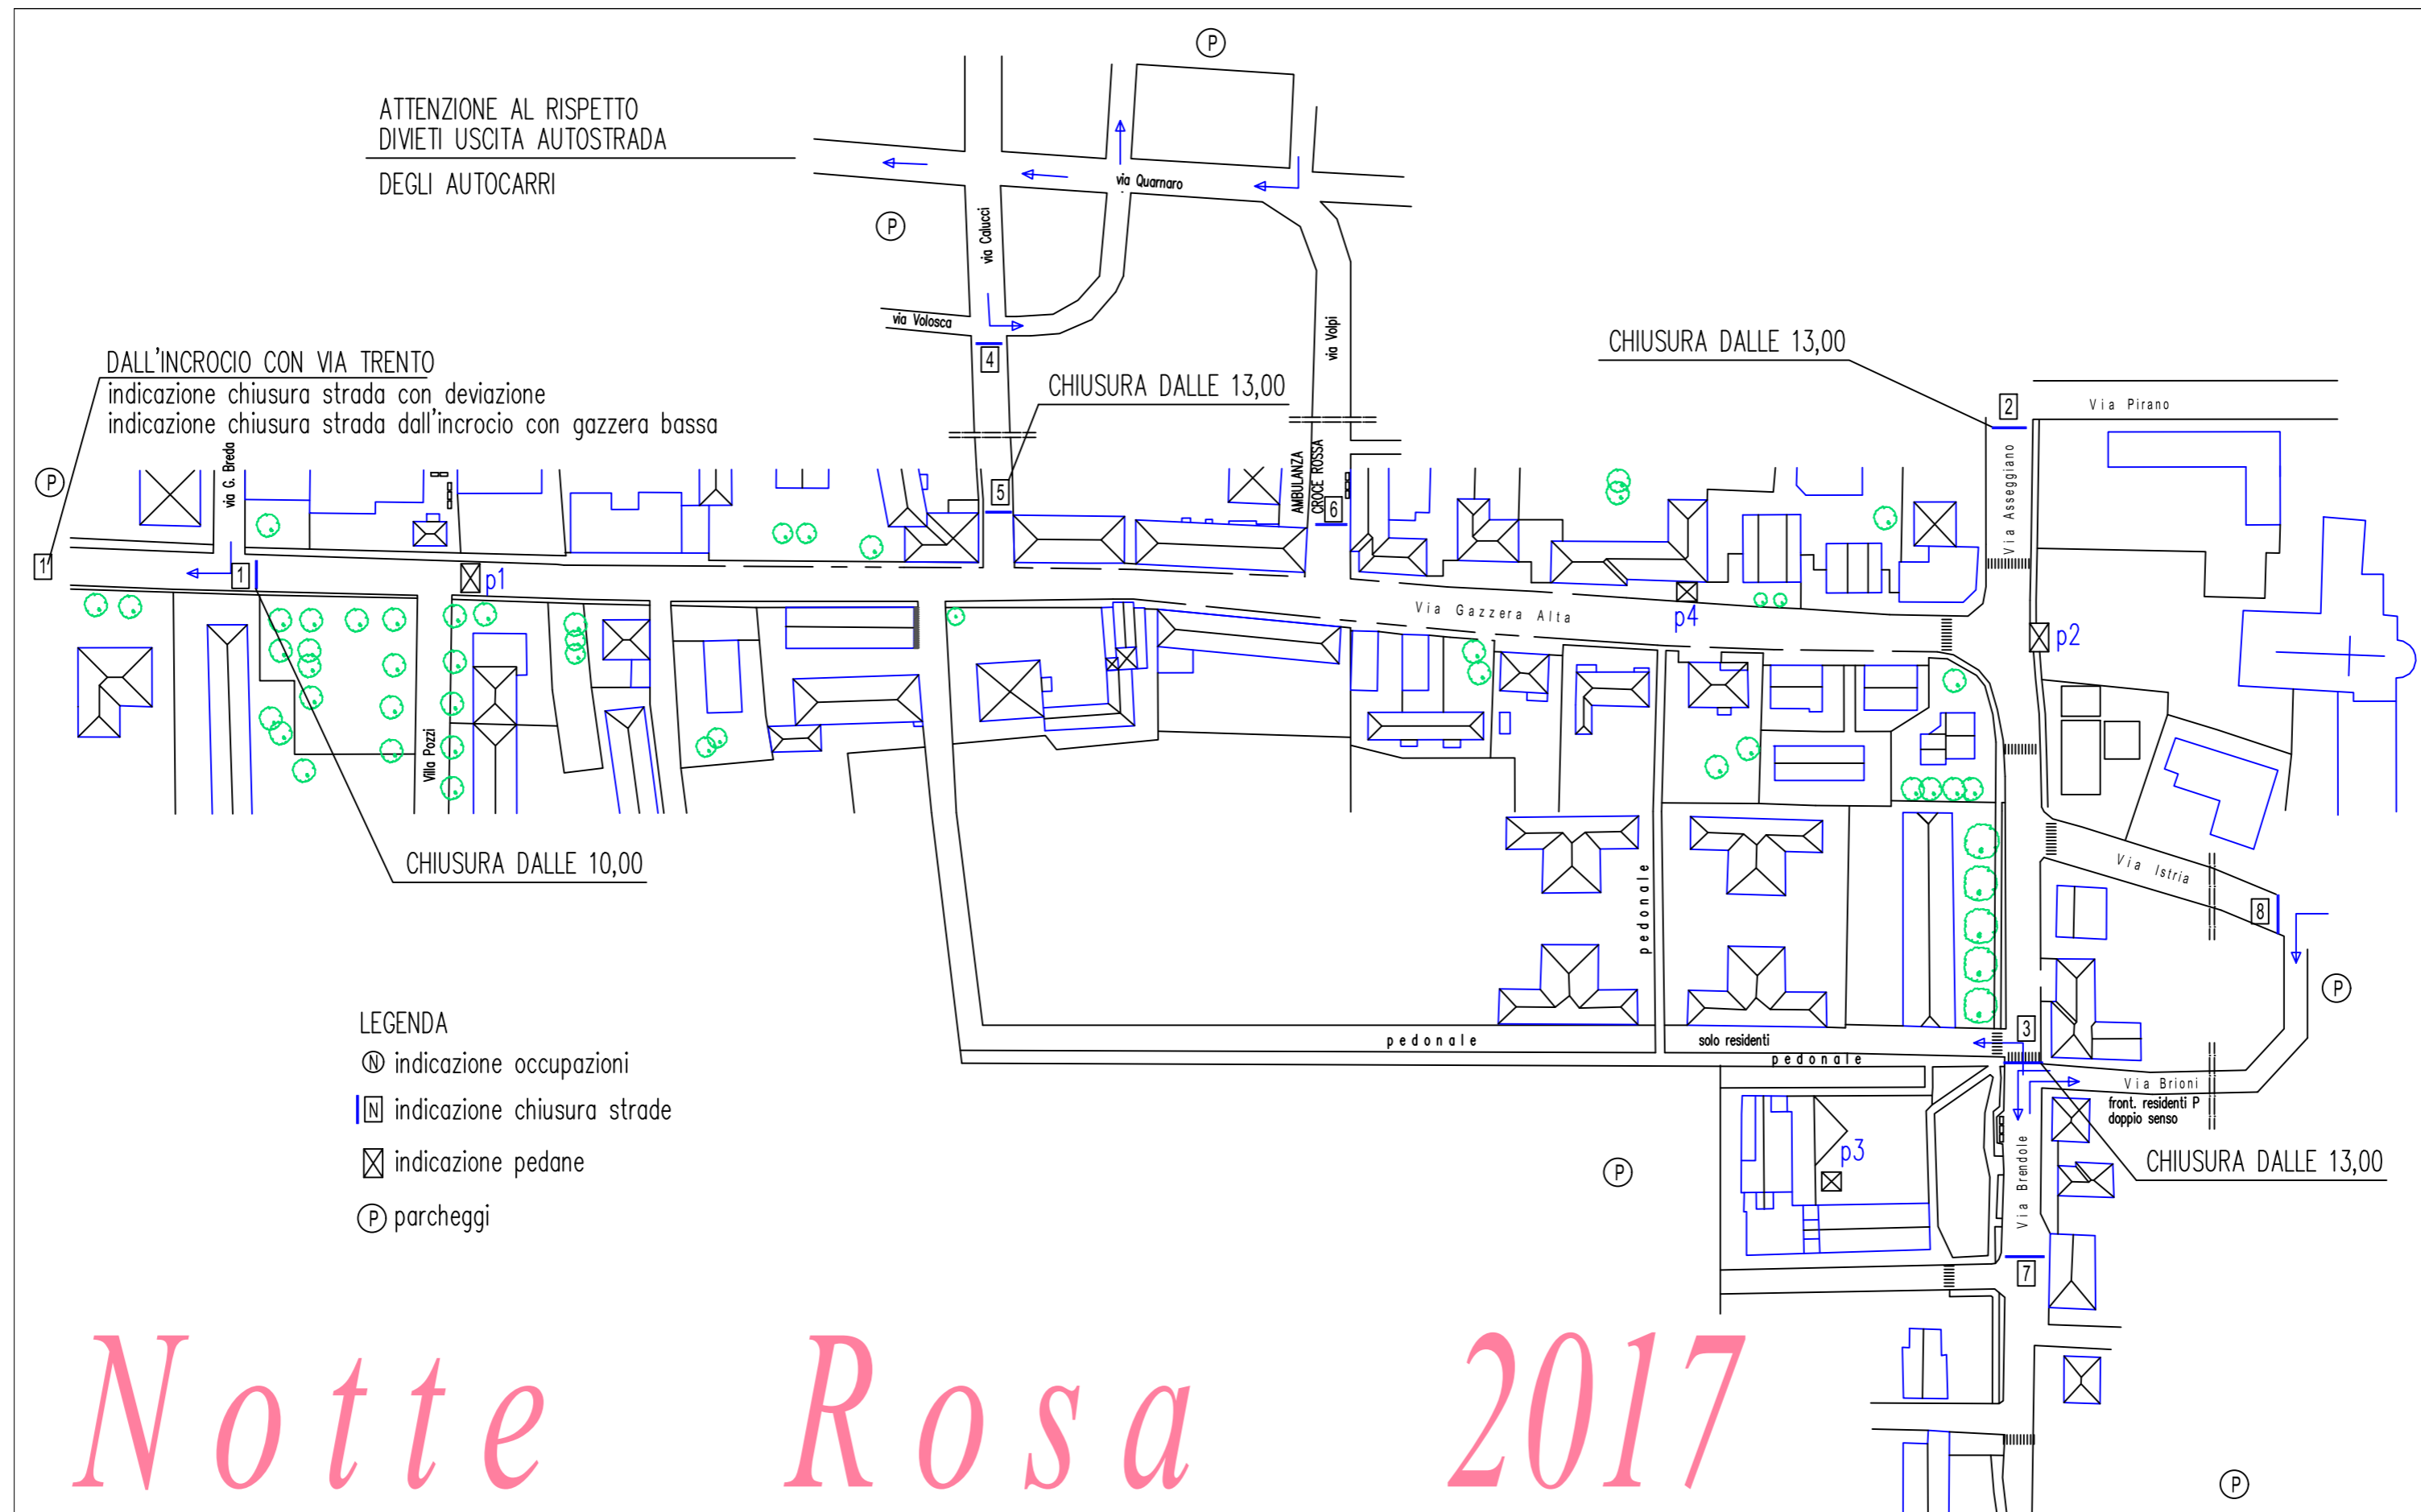 P
ATTENZIONE AL RISPETTO
DIVIETI USCITA AUTOSTRADA
DEGLI AUTOCARRI
via Quarnaro
P
via Calucci
via Volosca
via Volpi
4
CHIUSURA DALLE 13,00
DALL'INCROCIO CON VIA TRENTO
indicazione chiusura strada con deviazione
indicazione chiusura strada dall'incrocio con gazzera bassa
CHIUSURA DALLE 13,00
2
Via Pirano
via G. Breda
P
AMBULANZA
CROCE ROSSA
Via Asseggiano
5
6
1
1
p1
Via Gazzera Alta
p4
p2
Villa Pozzi
CHIUSURA DALLE 10,00
Via Istria
pedonale
8
P
LEGENDA
N indicazione occupazioni
N indicazione chiusura strade
indicazione pedane
P parcheggi
3
pedonale
solo residenti
pedonale
Via Brioni
front. residenti P
doppio senso
p3
P
Via Brendole
CHIUSURA DALLE 13,00
7
Notte Rosa 2017
P